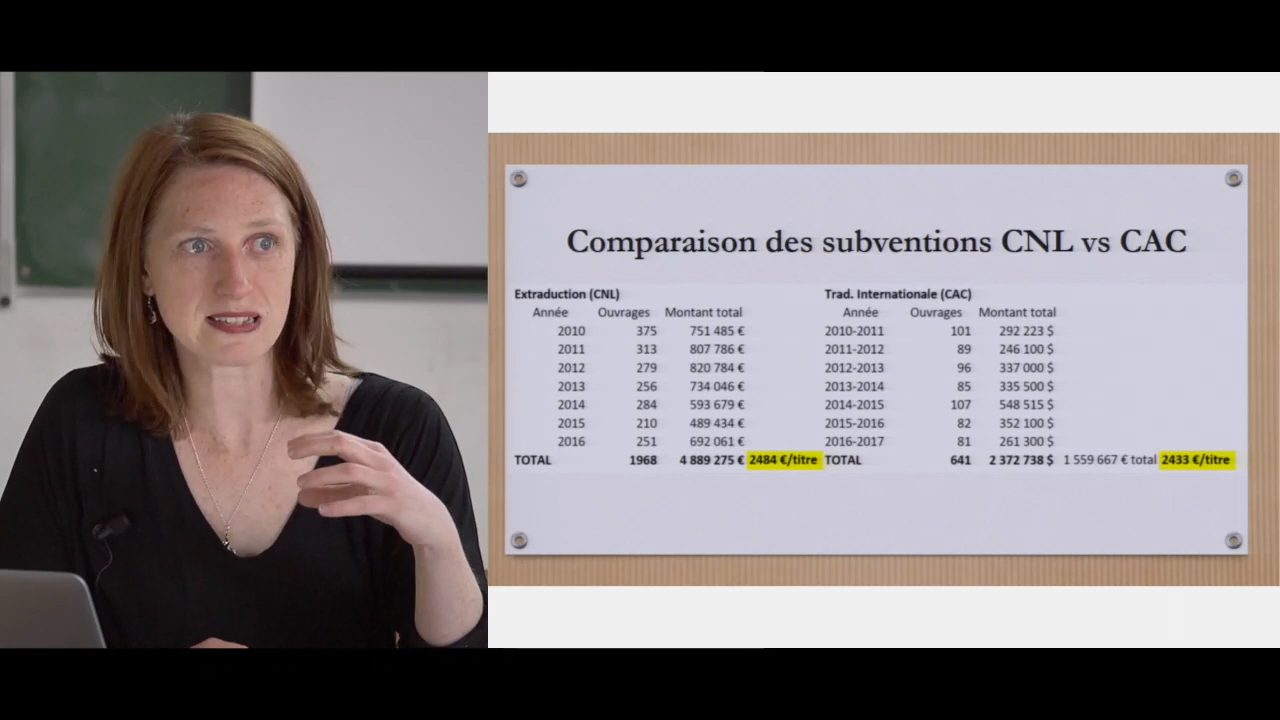 Comparaison des subventions CNL vs CAC
Extraduction (CNL) Trad. Internationale (CAC)
Année Ouvrages Montant total Année Ouvrages Montant total
2010 375 751 485 € 2010-2011 101 292 223 $
2011 313 807 786 € 2011-2012 89 246 100 $
2012 279 820 784 € 2012-2013 96 337 000 $
2013 256 734 046 € 2013-2014 85 335 500 $
2014 284 593 679 € 2014-2015 107 548 515 $
2015 210 489 434 € 2015-2016 82 352 100 $
2016 251 692 061 € 2016-2017 81 261 300 $
TOTAL 1968 4 889 275 € 2484 €/titre TOTAL 641 2 372 738 $ 1 559 667 € total 2433 €/titre